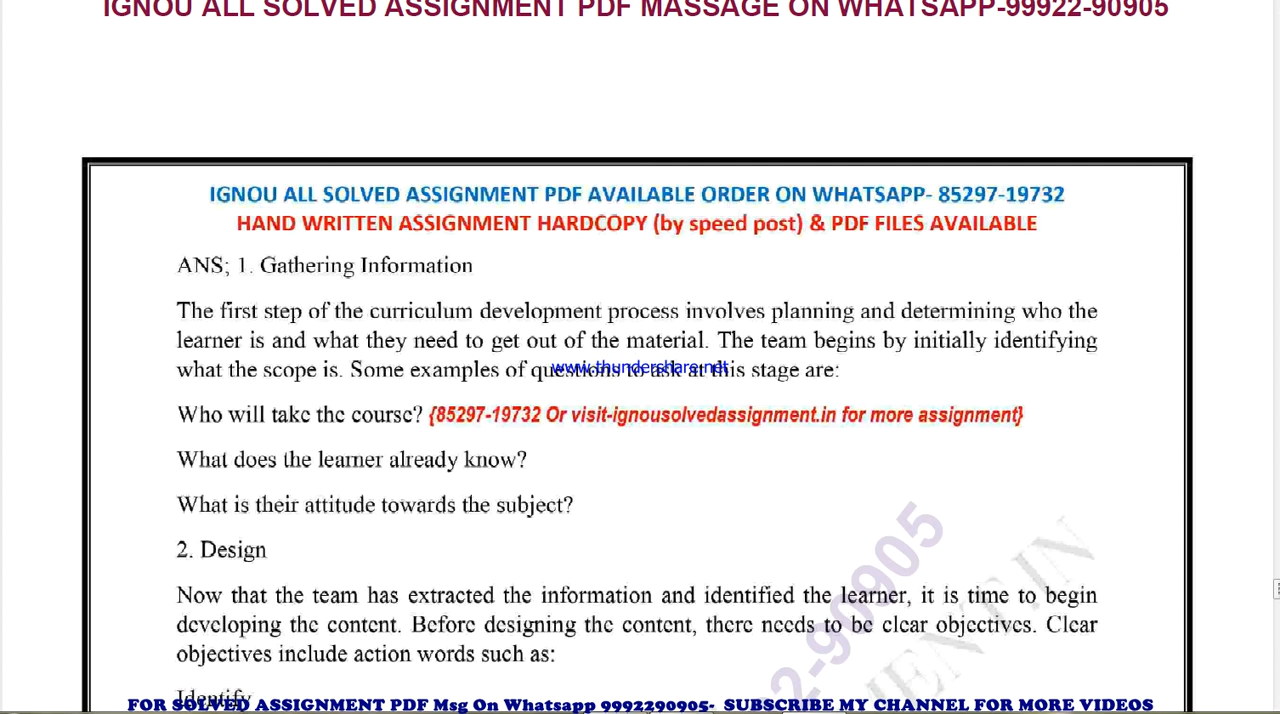 IGNOU ALL SOLVED ASSIGNMENT PDF MASSAGE ON WHATSAPP-99922-90905
IGNOU ALL SOLVED ASSIGNMENT PDF AVAILABLE ORDER ON WHATSAPP- 85297-19732
HAND WRITTEN ASSIGNMENT HARDCOPY (by speed post) & PDF FILES AVAILABLE
ANS; 1. Gathering Information
The first step of the curriculum development process involves planning and determining who the
learner is and what they need to get out of the material. The team begins by initially identifying
what the scope is. Some examples of questions to ask at this stage are:
www.thundershare.net
Who will take the course? {85297-19732 Or visit-ignousolvedassignment.in for more assignment}
What does the learner already know?
What is their attitude towards the subject?
2. Design
Now that the team has extracted the information and identified the learner, it is time to begin
developing the content. Before designing the content, there needs to be clear objectives. Clear
objectives include action words such as:
Identify
2-90905
MENT.IN
FOR SOLVED ASSIGNMENT PDF Msg On Whatsapp 9992290905- SUBSCRIBE MY CHANNEL FOR MORE VIDEOS